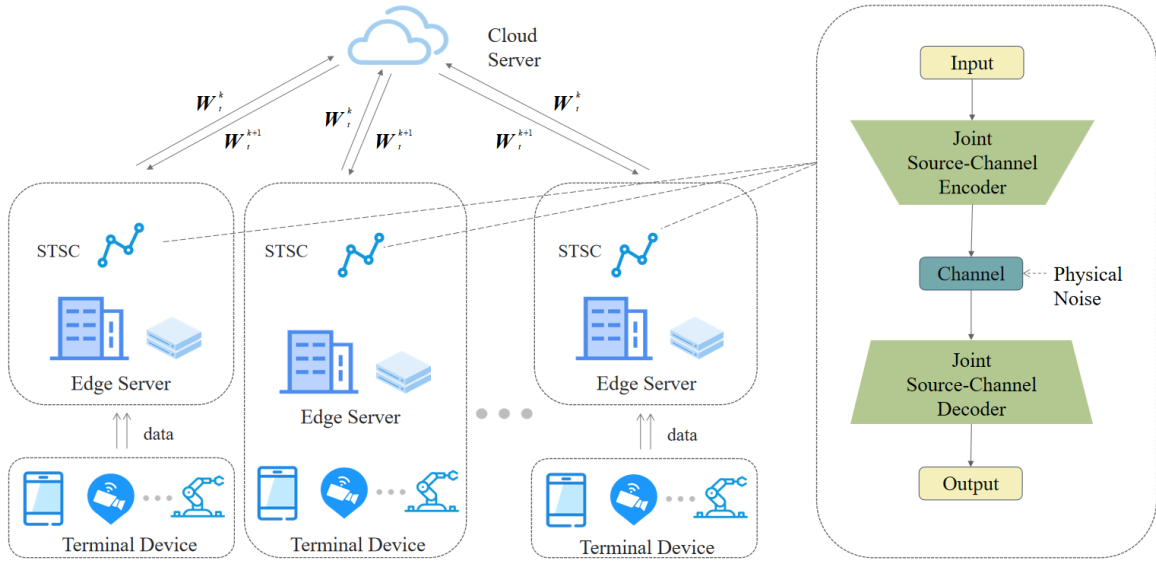 Cloud
Server
W_t^k
W_t^{k+1}
W_t^k
W_t^{k+1}
W_t^k
W_t^{k+1}
STSC
Edge Server
data
Terminal Device
STSC
Edge Server
Terminal Device
STSC
Edge Server
data
Terminal Device
Input
Joint
Source-Channel
Encoder
Channel
Physical
Noise
Joint
Source-Channel
Decoder
Output